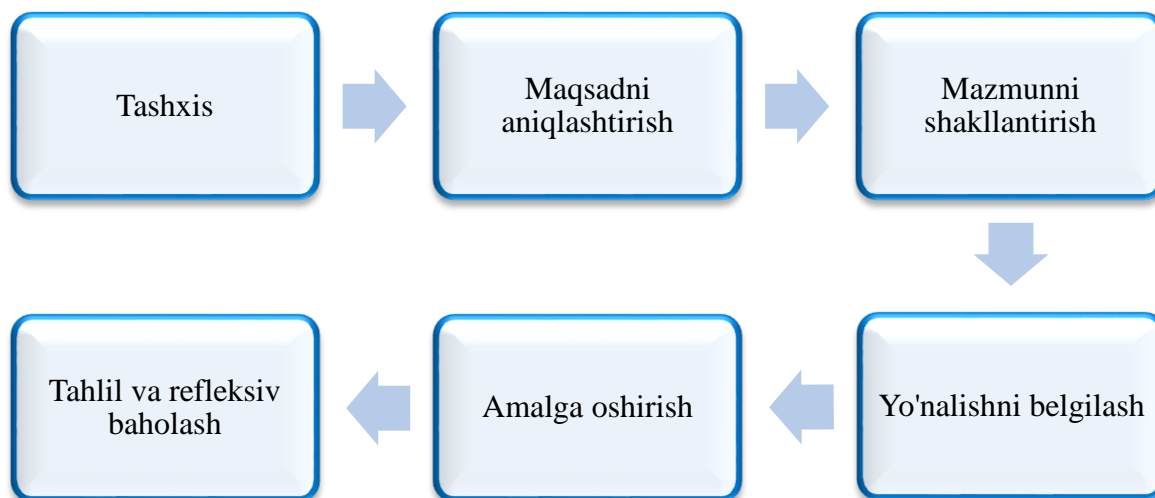 Tashxis
Maqsadni
aniqlashtirish
Mazmunni
shakllantirish
Yo'nalishni belgilash
Amalga oshirish
Tahlil va refleksiv
baholash